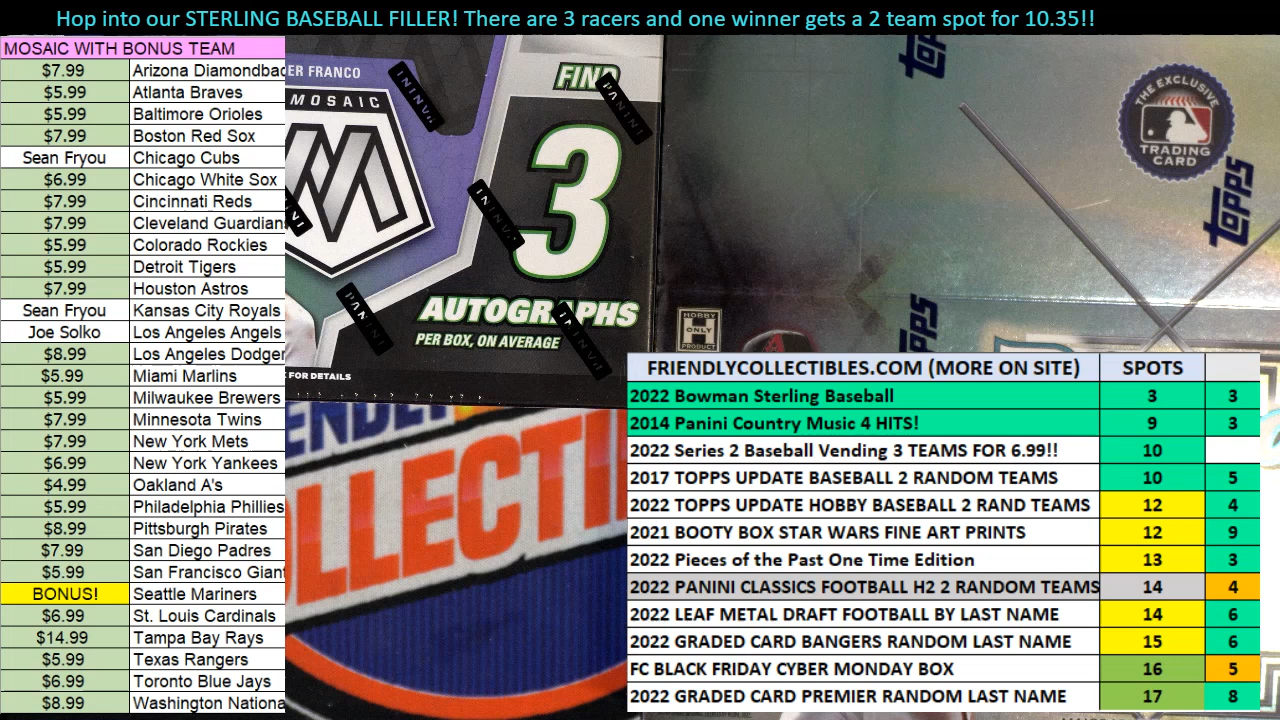 Hop into our STERLING BASEBALL FILLER! There are 3 racers and one winner gets a 2 team spot for 10.35!!
MOSAIC WITH BONUS TEAM
$7.99 Arizona Diamondbac
$5.99 Atlanta Braves
$5.99 Baltimore Orioles
$7.99 Boston Red Sox
Sean Fryou Chicago Cubs
$6.99 Chicago White Sox
$7.99 Cincinnati Reds
$7.99 Cleveland Guardian
$5.99 Colorado Rockies
$5.99 Detroit Tigers
$7.99 Houston Astros
Sean Fryou Kansas City Royals
Joe Solko Los Angeles Angels
$8.99 Los Angeles Dodger
$5.99 Miami Marlins
$5.99 Milwaukee Brewers
$7.99 Minnesota Twins
$7.99 New York Mets
$6.99 New York Yankees
$4.99 Oakland A's
$5.99 Philadelphia Phillies
$8.99 Pittsburgh Pirates
$7.99 San Diego Padres
$5.99 San Francisco Giant
BONUS! Seattle Mariners
$6.99 St. Louis Cardinals
$14.99 Tampa Bay Rays
$5.99 Texas Rangers
$6.99 Toronto Blue Jays
$8.99 Washington Nationa
ER FRANCO
MOSAIC
M
FIND
3
AUTOGRAPHS
PER BOX, ON AVERAGE
K FOR DETAILS
PANINI
PANINI
PANINI
PANINI
PANINI
ENDLY
OLLECTI
topps
topps
topps
THE EXCLUSIVE
TRADING
CARD
HOBBY
ONLY
PRODUCT
FRIENDLYCOLLECTIBLES.COM (MORE ON SITE) SPOTS
2022 Bowman Sterling Baseball 3 3
2014 Panini Country Music 4 HITS! 9 3
2022 Series 2 Baseball Vending 3 TEAMS FOR 6.99!! 10
2017 TOPPS UPDATE BASEBALL 2 RANDOM TEAMS 10 5
2022 TOPPS UPDATE HOBBY BASEBALL 2 RAND TEAMS 12 4
2021 BOOTY BOX STAR WARS FINE ART PRINTS 12 9
2022 Pieces of the Past One Time Edition 13 3
2022 PANINI CLASSICS FOOTBALL H2 2 RANDOM TEAMS 14 4
2022 LEAF METAL DRAFT FOOTBALL BY LAST NAME 14 6
2022 GRADED CARD BANGERS RANDOM LAST NAME 15 6
FC BLACK FRIDAY CYBER MONDAY BOX 16 5
2022 GRADED CARD PREMIER RANDOM LAST NAME 17 8